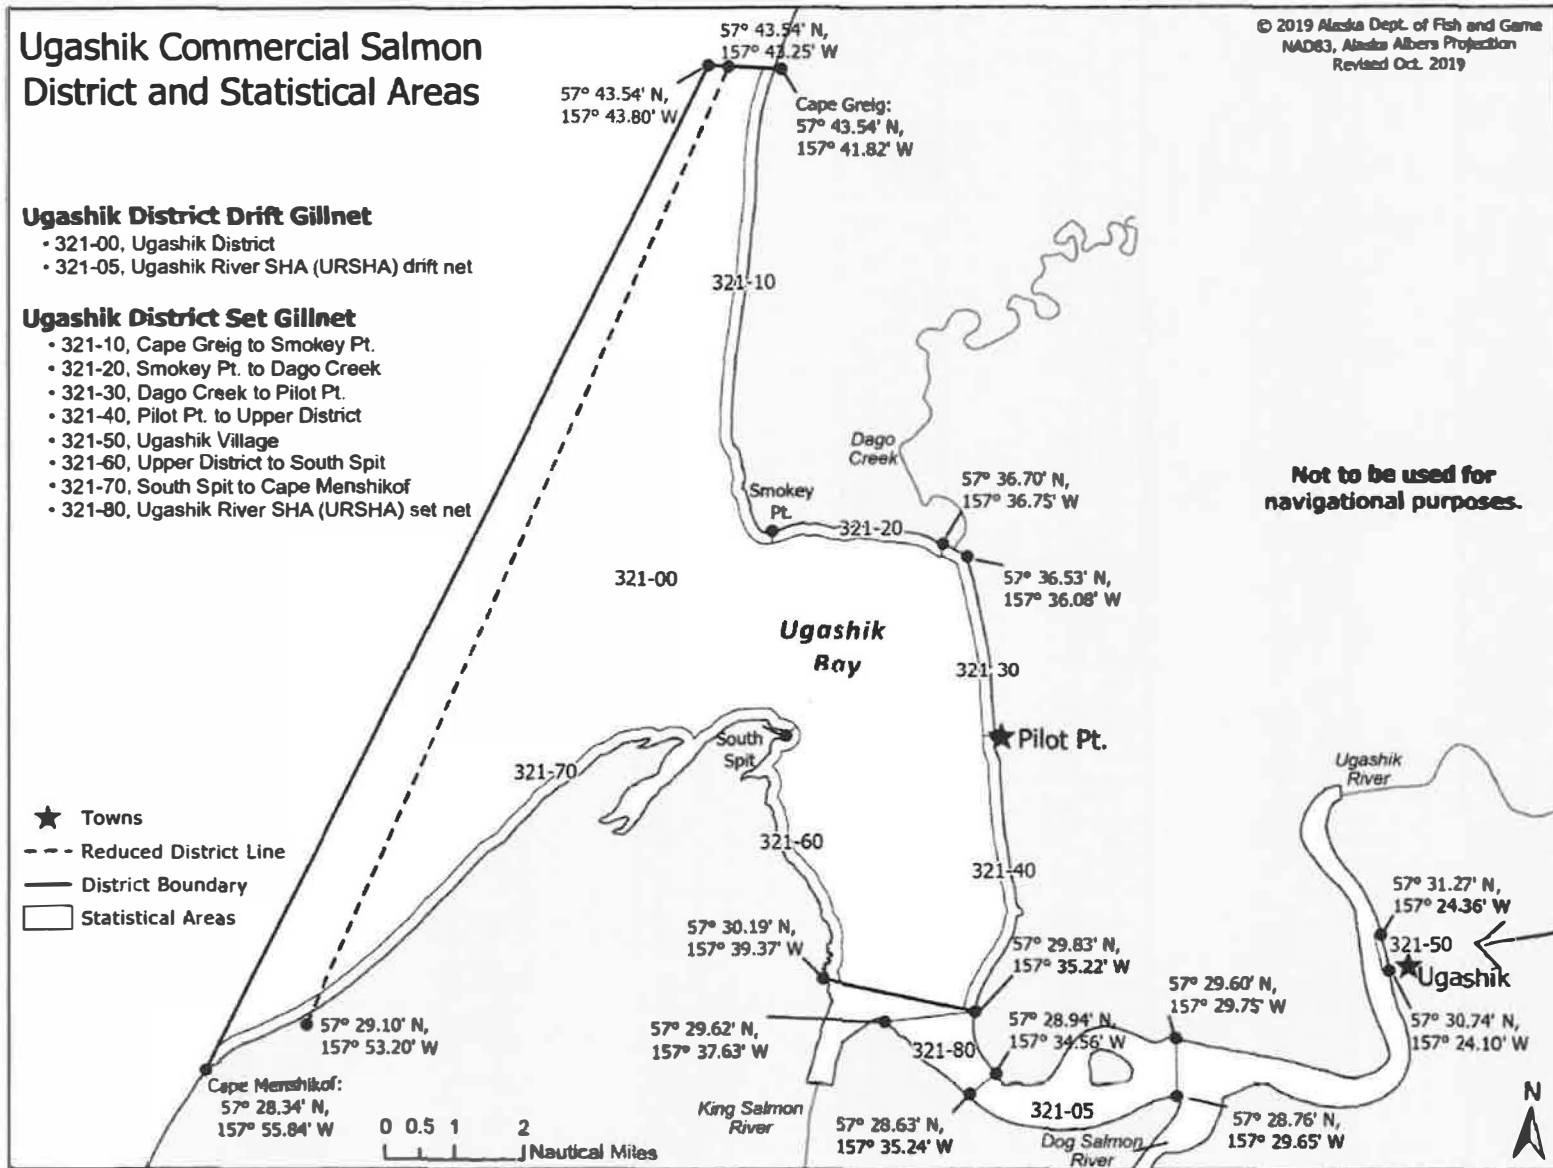 Ugashik Commercial Salmon
District and Statistical Areas
© 2019 Alaska Dept. of Fish and Game
NAD83, Alaska Albers Projection
Revised Oct. 2019
57° 43.54' N,
157° 43.25' W
57° 43.54' N,
157° 43.80' W
Cape Greig:
57° 43.54' N,
157° 41.82' W
Ugashik District Drift Gillnet
• 321-00, Ugashik District
• 321-05, Ugashik River SHA (URSHA) drift net
Ugashik District Set Gillnet
• 321-10, Cape Greig to Smokey Pt.
• 321-20, Smokey Pt. to Dago Creek
• 321-30, Dago Creek to Pilot Pt.
• 321-40, Pilot Pt. to Upper District
• 321-50, Ugashik Village
• 321-60, Upper District to South Spit
• 321-70, South Spit to Cape Menshikof
• 321-80, Ugashik River SHA (URSHA) set net
321-10
Dago
Creek
Smokey
Pt.
321-20
57° 36.70' N,
157° 36.75' W
Not to be used for
navigational purposes.
57° 36.53' N,
157° 36.08' W
321-00
Ugashik
Bay
321-30
South
Spit
Pilot Pt.
321-70
Ugashik
River
321-60
321-40
★ Towns
Reduced District Line
District Boundary
Statistical Areas
57° 31.27' N,
157° 24.36' W
321-50
Ugashik
57° 30.19' N,
157° 39.37' W
57° 29.83' N,
157° 35.22' W
57° 29.60' N,
157° 29.75' W
57° 29.10' N,
157° 53.20' W
57° 29.62' N,
157° 37.63' W
321-80
57° 28.94' N,
157° 34.56' W
57° 30.74' N,
157° 24.10' W
Cape Menshikof:
57° 28.34' N,
157° 55.84' W
King Salmon
River
57° 28.63' N,
157° 35.24' W
321-05
Dog Salmon
River
57° 28.76' N,
157° 29.65' W
0 0.5 1 2
Nautical Miles
N